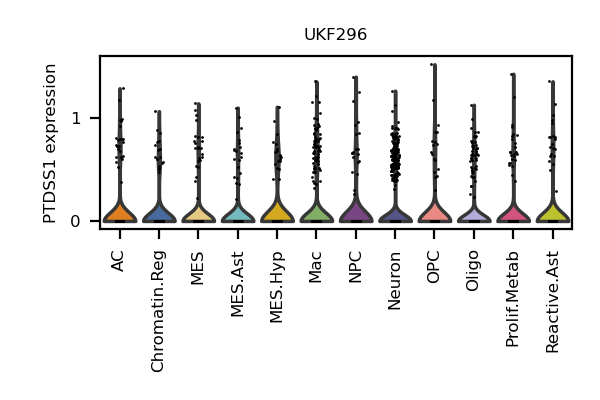 UKF296
PTDSS1 expression
1
0
AC
Chromatin.Reg
MES
MES.Ast
MES.Hyp
Mac
NPC
Neuron
OPC
Oligo
Prolif.Metab
Reactive.Ast